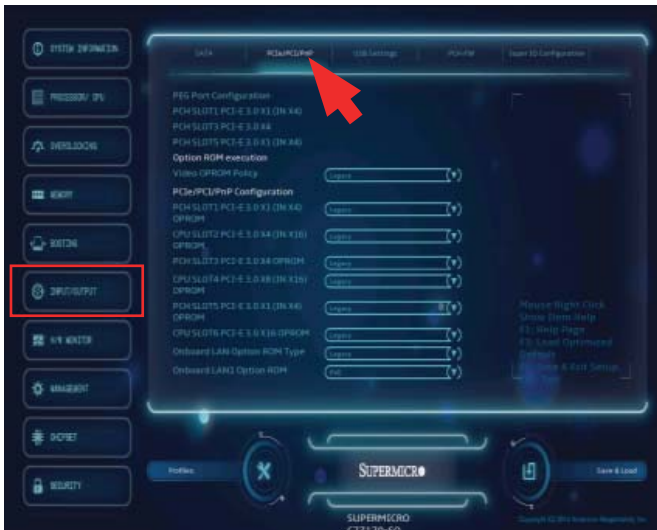 SYSTEM INFORMATION
SATA
PCIe/PCI/PnP
USB Settings
PCH-FW
Super IO Configuration
PROCESSOR/ CPU
OVERCLOCKING
MEMORY
BOOTING
INPUT/OUTPUT
H/W MONITOR
MANAGEMENT
CHIPSET
SECURITY
PEG Port Configuration
PCH SLOT1 PCI-E 3.0 X1 (IN X4)
PCH SLOT3 PCI-E 3.0 X4
PCH SLOT5 PCI-E 3.0 X1 (IN X4)
Option ROM execution
Video OPROM Policy
Legacy
PCIe/PCI/PnP Configuration
PCH SLOT1 PCI-E 3.0 X1 (IN X4)
OPROM
Legacy
CPU SLOT2 PCI-E 3.0 X4 (IN X16)
OPROM
Legacy
PCH SLOT3 PCI-E 3.0 X4 OPROM
Legacy
CPU SLOT4 PCI-E 3.0 X8 (IN X16)
OPROM
Legacy
PCH SLOT5 PCI-E 3.0 X1 (IN X4)
OPROM
Legacy
CPU SLOT6 PCI-E 3.0 X16 OPROM
Legacy
Onboard LAN Option ROM Type
Legacy
Onboard LAN1 Option ROM
PXE
Mouse Right Click
Show Item Help
F1: Help Page
F3: Load Optimized
Default
Save & Exit Setup
Profiles
SUPERMICRO
Save & Load
SUPERMICRO